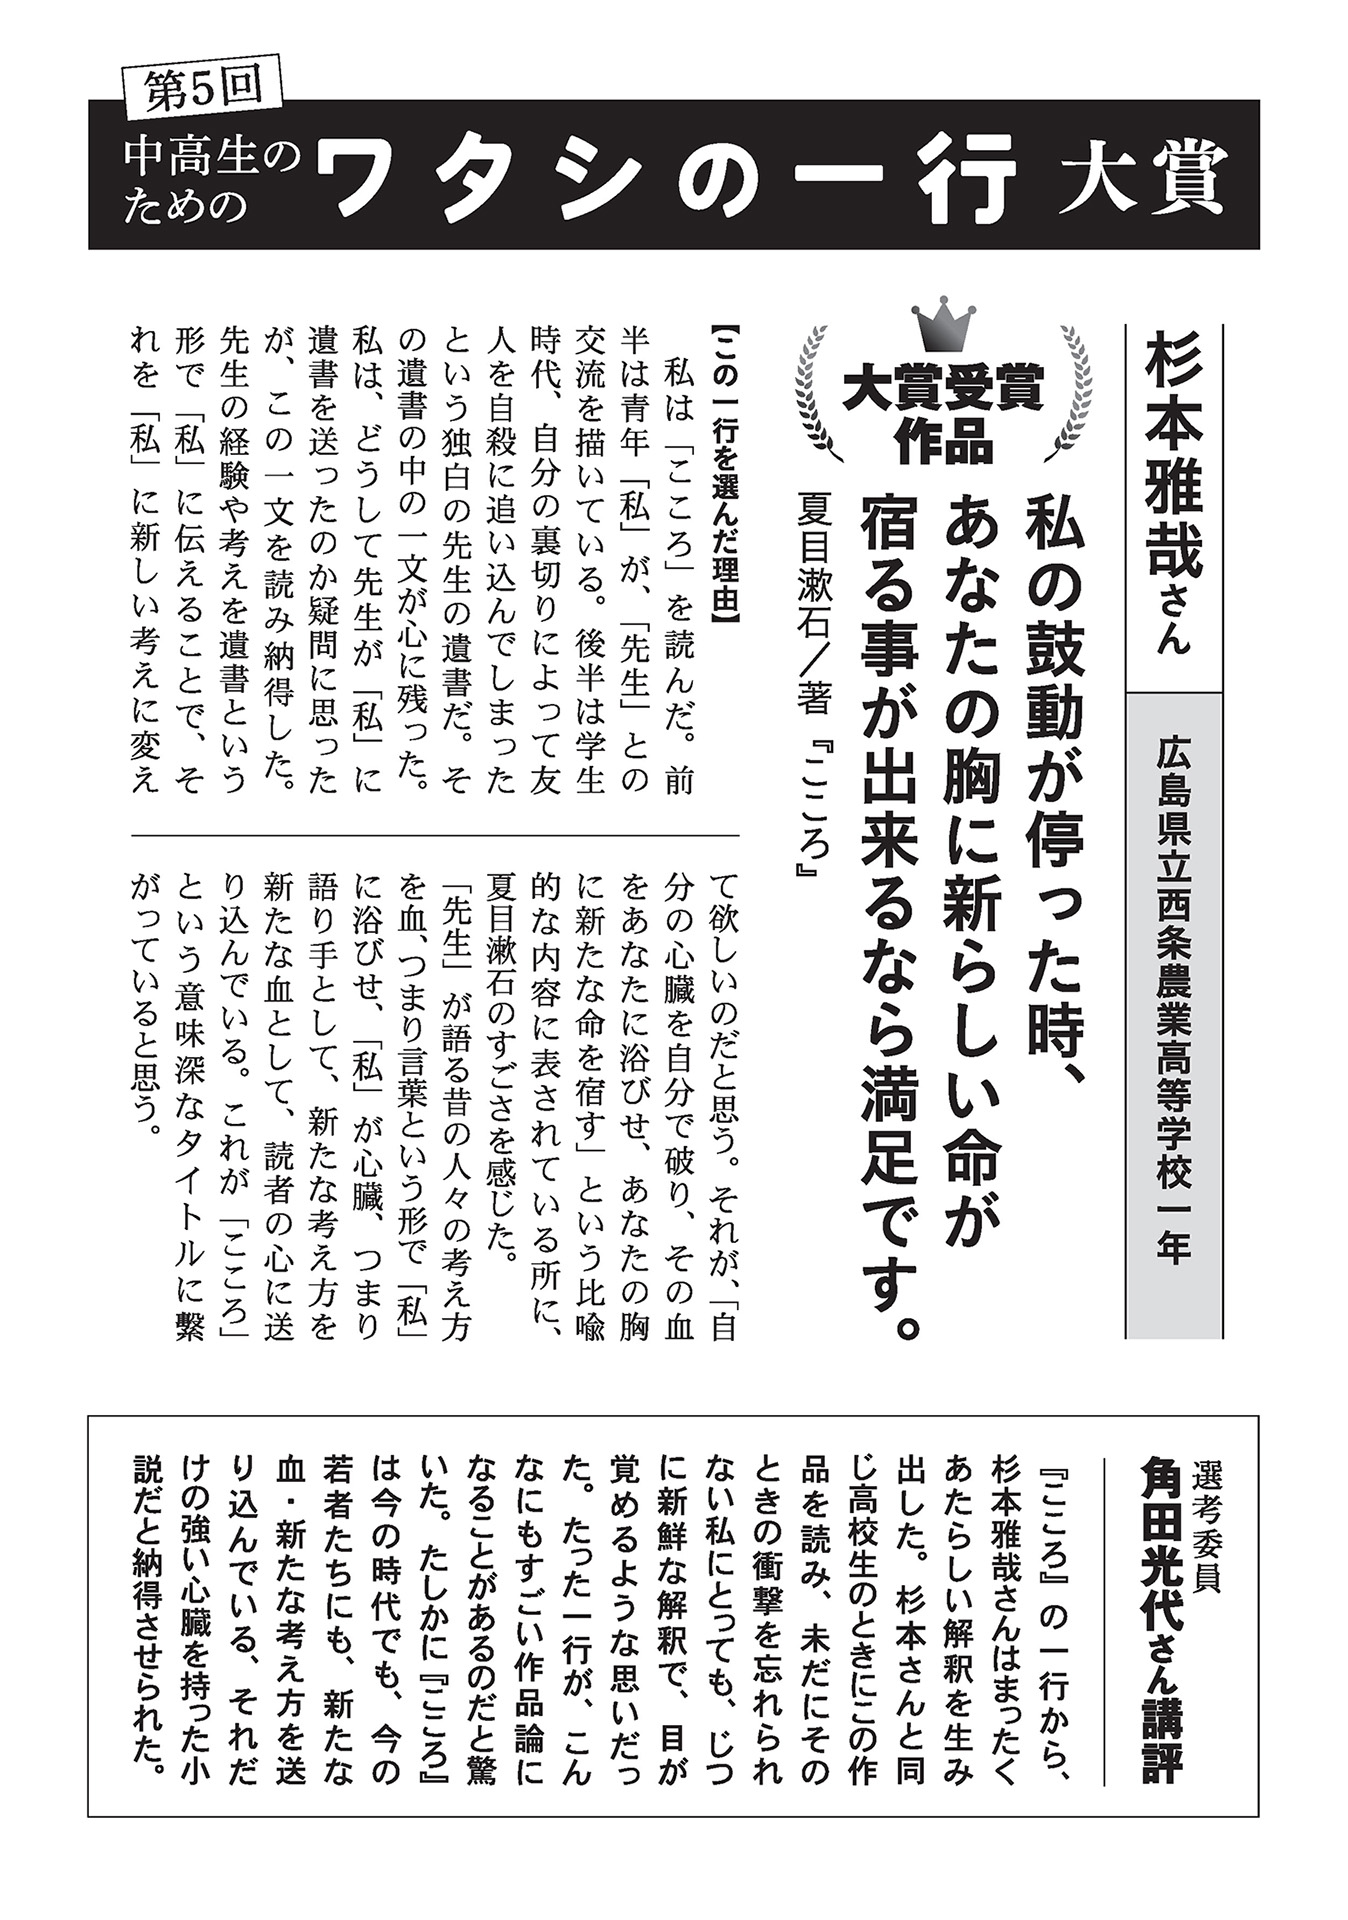 第5回
中高生の
ための
ワタシの一行 大賞
杉本雅哉さん
広島県立西条農業高等学校一年
大賞受賞
作品
私の鼓動が停った時、
あなたの胸に新らしい命が
宿る事が出来るなら満足です。
夏目漱石／著『こころ』
【この一行を選んだ理由】
私は「こころ」を読んだ。前
半は青年「私」が、「先生」との
交流を描いている。後半は学生
時代、自分の裏切りによって友
人を自殺に追い込んでしまった
という独白の先生の遺書だ。そ
の遺書の中の一文が心に残った。
私は、どうして先生が「私」に
遺書を送ったのか疑問に思った
が、この一文を読み納得した。
先生の経験や考えを遺書という
形で「私」に伝えることで、そ
れを「私」に新しい考えに変え
て欲しいのだと思う。それが、「自
分の心臓を自分で破り、その血
をあなたに浴びせ、あなたの胸
に新たな命を宿す」という比喩
的な内容に表されている所に、
夏目漱石のすごさを感じた。
「先生」が語る昔の人々の考え方
を血、つまり言葉という形で「私」
に浴びせ、「私」が心臓、つまり
語り手として、新たな考え方を
新たな血として、読者の心に送
り込んでいる。これが「こころ」
という意味深なタイトルに繫
がっていると思う。
選考委員
角田光代さん講評
『こころ』の一行から、
杉本雅哉さんはまったく
あたらしい解釈を生み
出した。杉本さんと同
じ高校生のときにこの作
品を読み、未だにその
ときの衝撃を忘れられ
ない私にとっても、じつ
に新鮮な解釈で、目が
覚めるような思いだっ
た。たった一行が、こん
なにもすごい作品論に
なることがあるのだと驚
いた。たしかに『こころ』
は今の時代でも、今の
若者たちにも、新たな
血・新たな考え方を送
り込んでいる、それだ
けの強い心臓を持った小
説だと納得させられた。